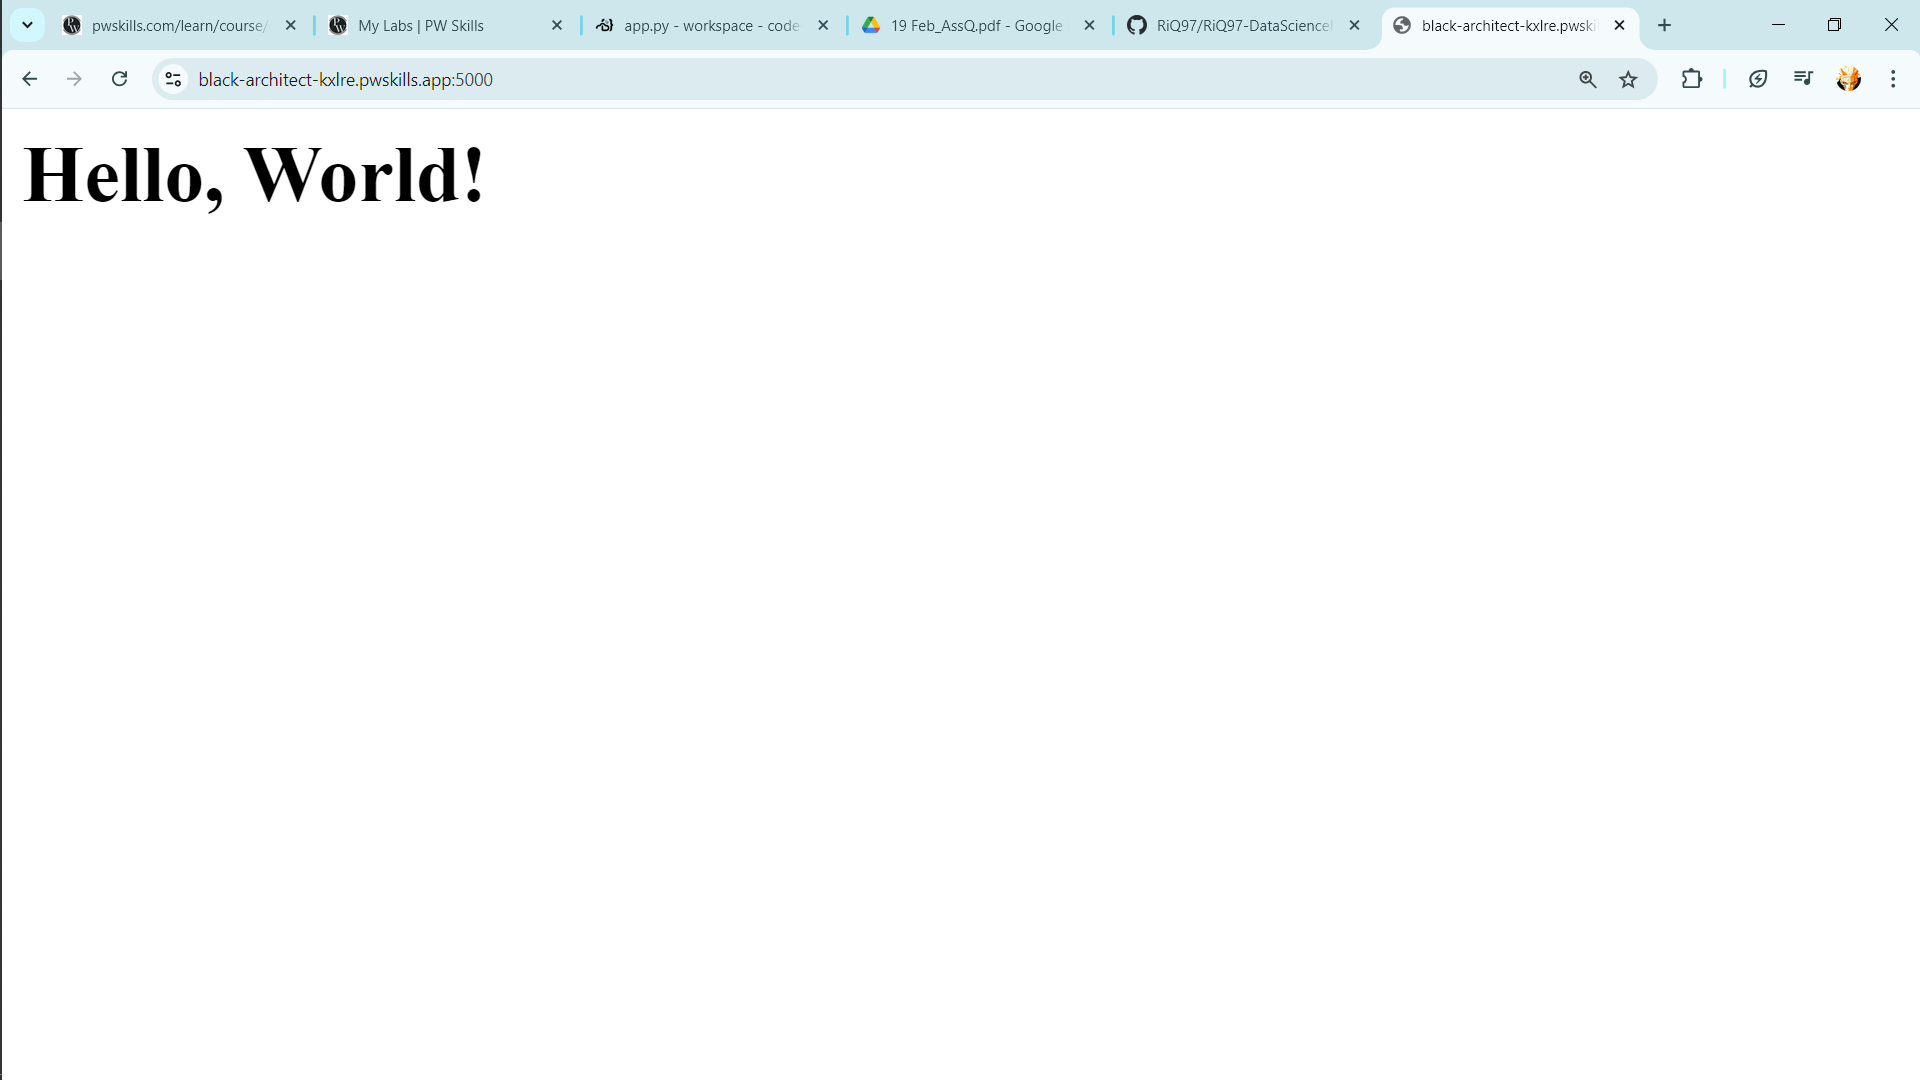 pwskills.com/learn/course/
My Labs | PW Skills
app.py - workspace - code
19 Feb_AssQ.pdf - Google
RiQ97/RiQ97-DataScience
black-architect-kxlre.pwski
black-architect-kxlre.pwskills.app:5000
Hello, World!